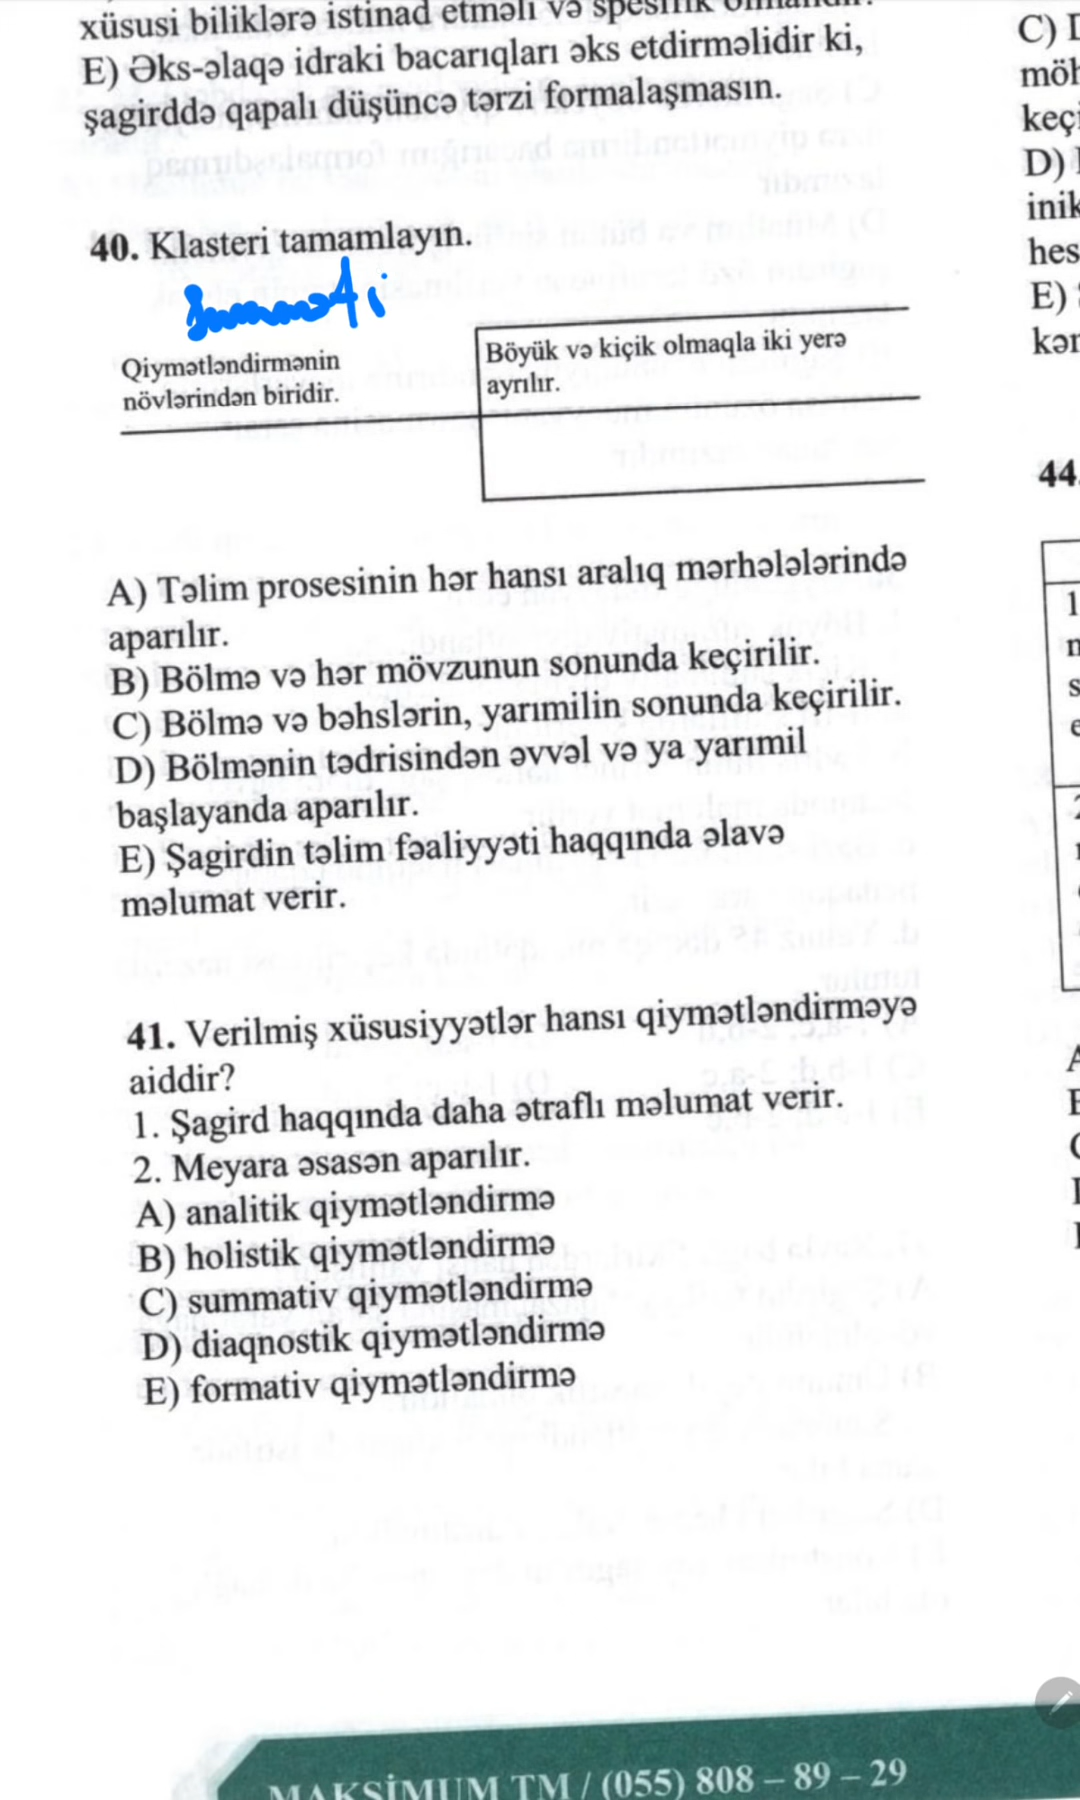 xüsusi biliklərə istinad etməli və
E) Əks-əlaqə idraki bacarıqları əks etdirməlidir ki,
şagirddə qapalı düşüncə tərzi formalaşmasın.
40. Klasteri tamamlayın.
Qiymətləndirmənin
növlərindən biridir.
Böyük və kiçik olmaqla iki yerə
ayrılır.
A) Təlim prosesinin hər hansı aralıq mərhələlərində
aparılır.
B) Bölmə və hər mövzunun sonunda keçirilir.
C) Bölmə və bəhslərin, yarımilin sonunda keçirilir.
D) Bölmənin tədrisindən əvvəl və ya yarımil
başlayanda aparılır.
E) Şagirdin təlim fəaliyyəti haqqında əlavə
məlumat verir.
41. Verilmiş xüsusiyyətlər hansı qiymətləndirməyə
aiddir?
1. Şagird haqqında daha ətraflı məlumat verir.
2. Meyara əsasən aparılır.
A) analitik qiymətləndirmə
B) holistik qiymətləndirmə
C) summativ qiymətləndirmə
D) diaqnostik qiymətləndirmə
E) formativ qiymətləndirmə
C)
D)
E)
44.
MAKSİMUM TM / (055) 808 – 89 – 29